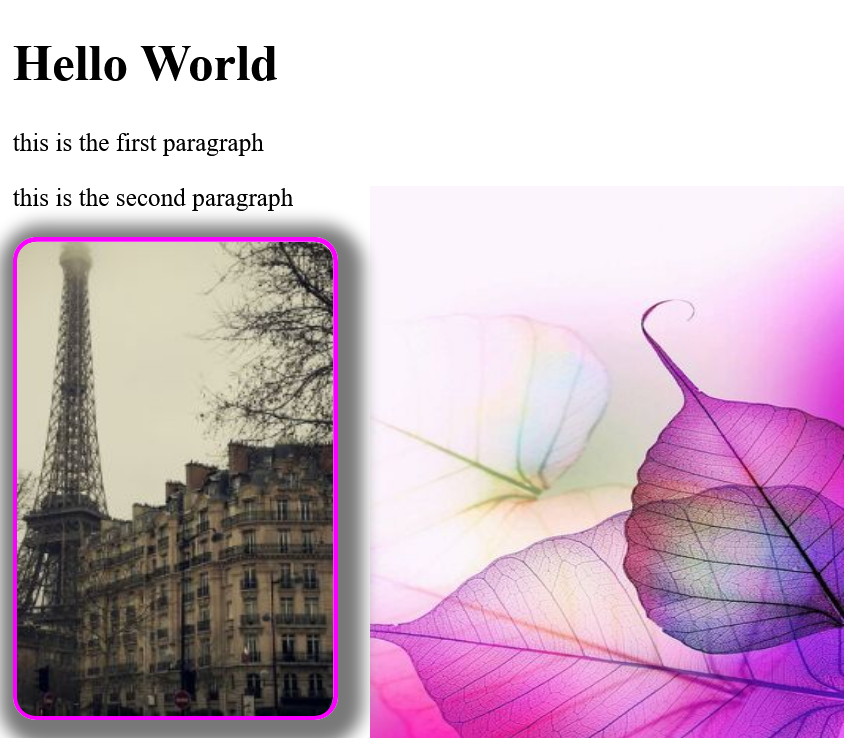 Hello World
this is the first paragraph
this is the second paragraph